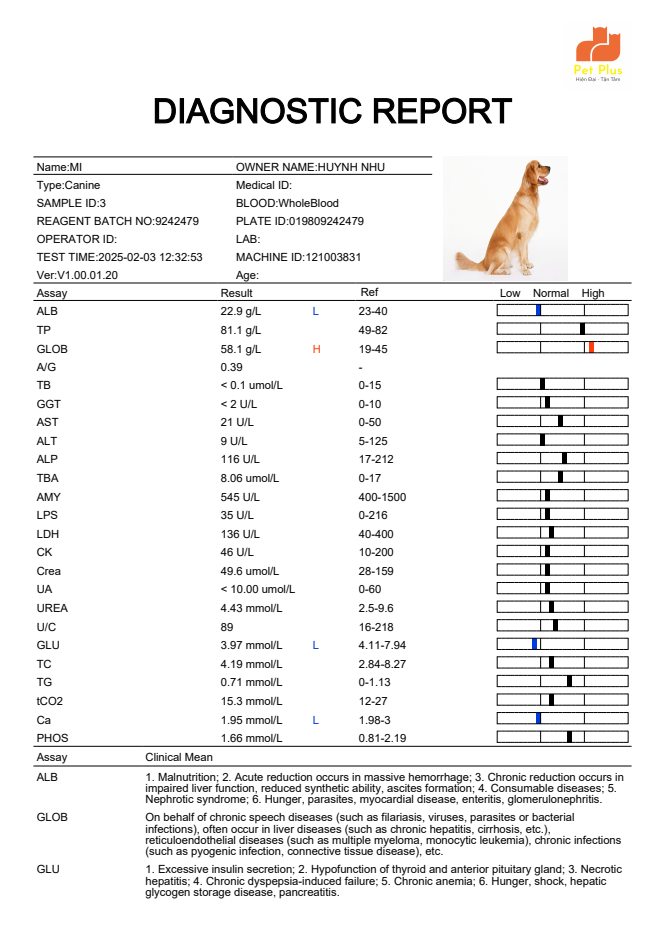 Pet Plus
Hiện Đại - Tận Tâm
DIAGNOSTIC REPORT
Name:MI OWNER NAME:HUYNH NHU
Type:Canine Medical ID:
SAMPLE ID:3 BLOOD:WholeBlood
REAGENT BATCH NO:9242479 PLATE ID:019809242479
OPERATOR ID: LAB:
TEST TIME:2025-02-03 12:32:53 MACHINE ID:121003831
Ver:V1.00.01.20 Age:
Assay Result Ref Low Normal High
ALB 22.9 g/L L 23-40
TP 81.1 g/L 49-82
GLOB 58.1 g/L H 19-45
A/G 0.39 -
TB < 0.1 umol/L 0-15
GGT < 2 U/L 0-10
AST 21 U/L 0-50
ALT 9 U/L 5-125
ALP 116 U/L 17-212
TBA 8.06 umol/L 0-17
AMY 545 U/L 400-1500
LPS 35 U/L 0-216
LDH 136 U/L 40-400
CK 46 U/L 10-200
Crea 49.6 umol/L 28-159
UA < 10.00 umol/L 0-60
UREA 4.43 mmol/L 2.5-9.6
U/C 89 16-218
GLU 3.97 mmol/L L 4.11-7.94
TC 4.19 mmol/L 2.84-8.27
TG 0.71 mmol/L 0-1.13
tCO2 15.3 mmol/L 12-27
Ca 1.95 mmol/L L 1.98-3
PHOS 1.66 mmol/L 0.81-2.19
Assay Clinical Mean
ALB 1. Malnutrition; 2. Acute reduction occurs in massive hemorrhage; 3. Chronic reduction occurs in
impaired liver function, reduced synthetic ability, ascites formation; 4. Consumable diseases; 5.
Nephrotic syndrome; 6. Hunger, parasites, myocardial disease, enteritis, glomerulonephritis.
GLOB On behalf of chronic speech diseases (such as filariasis, viruses, parasites or bacterial
infections), often occur in liver diseases (such as chronic hepatitis, cirrhosis, etc.),
reticuloendothelial diseases (such as multiple myeloma, monocytic leukemia), chronic infections
(such as pyogenic infection, connective tissue disease), etc.
GLU 1. Excessive insulin secretion; 2. Hypofunction of thyroid and anterior pituitary gland; 3. Necrotic
hepatitis; 4. Chronic dyspepsia-induced failure; 5. Chronic anemia; 6. Hunger, shock, hepatic
glycogen storage disease, pancreatitis.